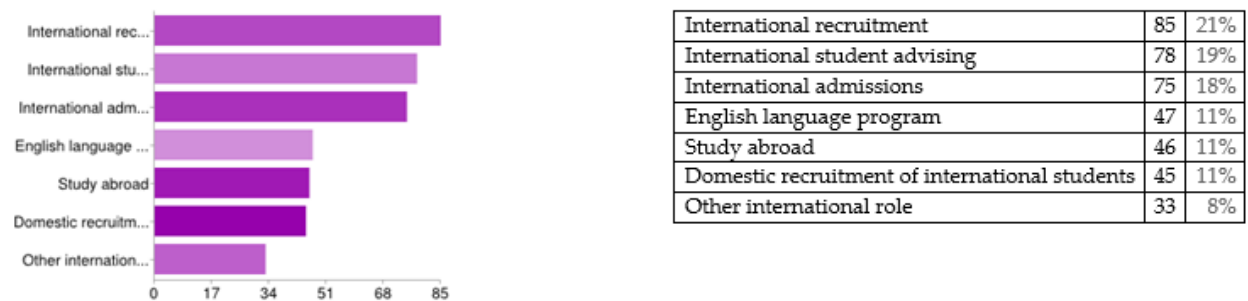 International rec...
International stu...
International adm...
English language ...
Study abroad
Domestic recruitm...
Other internation...
0 17 34 51 68 85
International recruitment 85 21%
International student advising 78 19%
International admissions 75 18%
English language program 47 11%
Study abroad 46 11%
Domestic recruitment of international students 45 11%
Other international role 33 8%